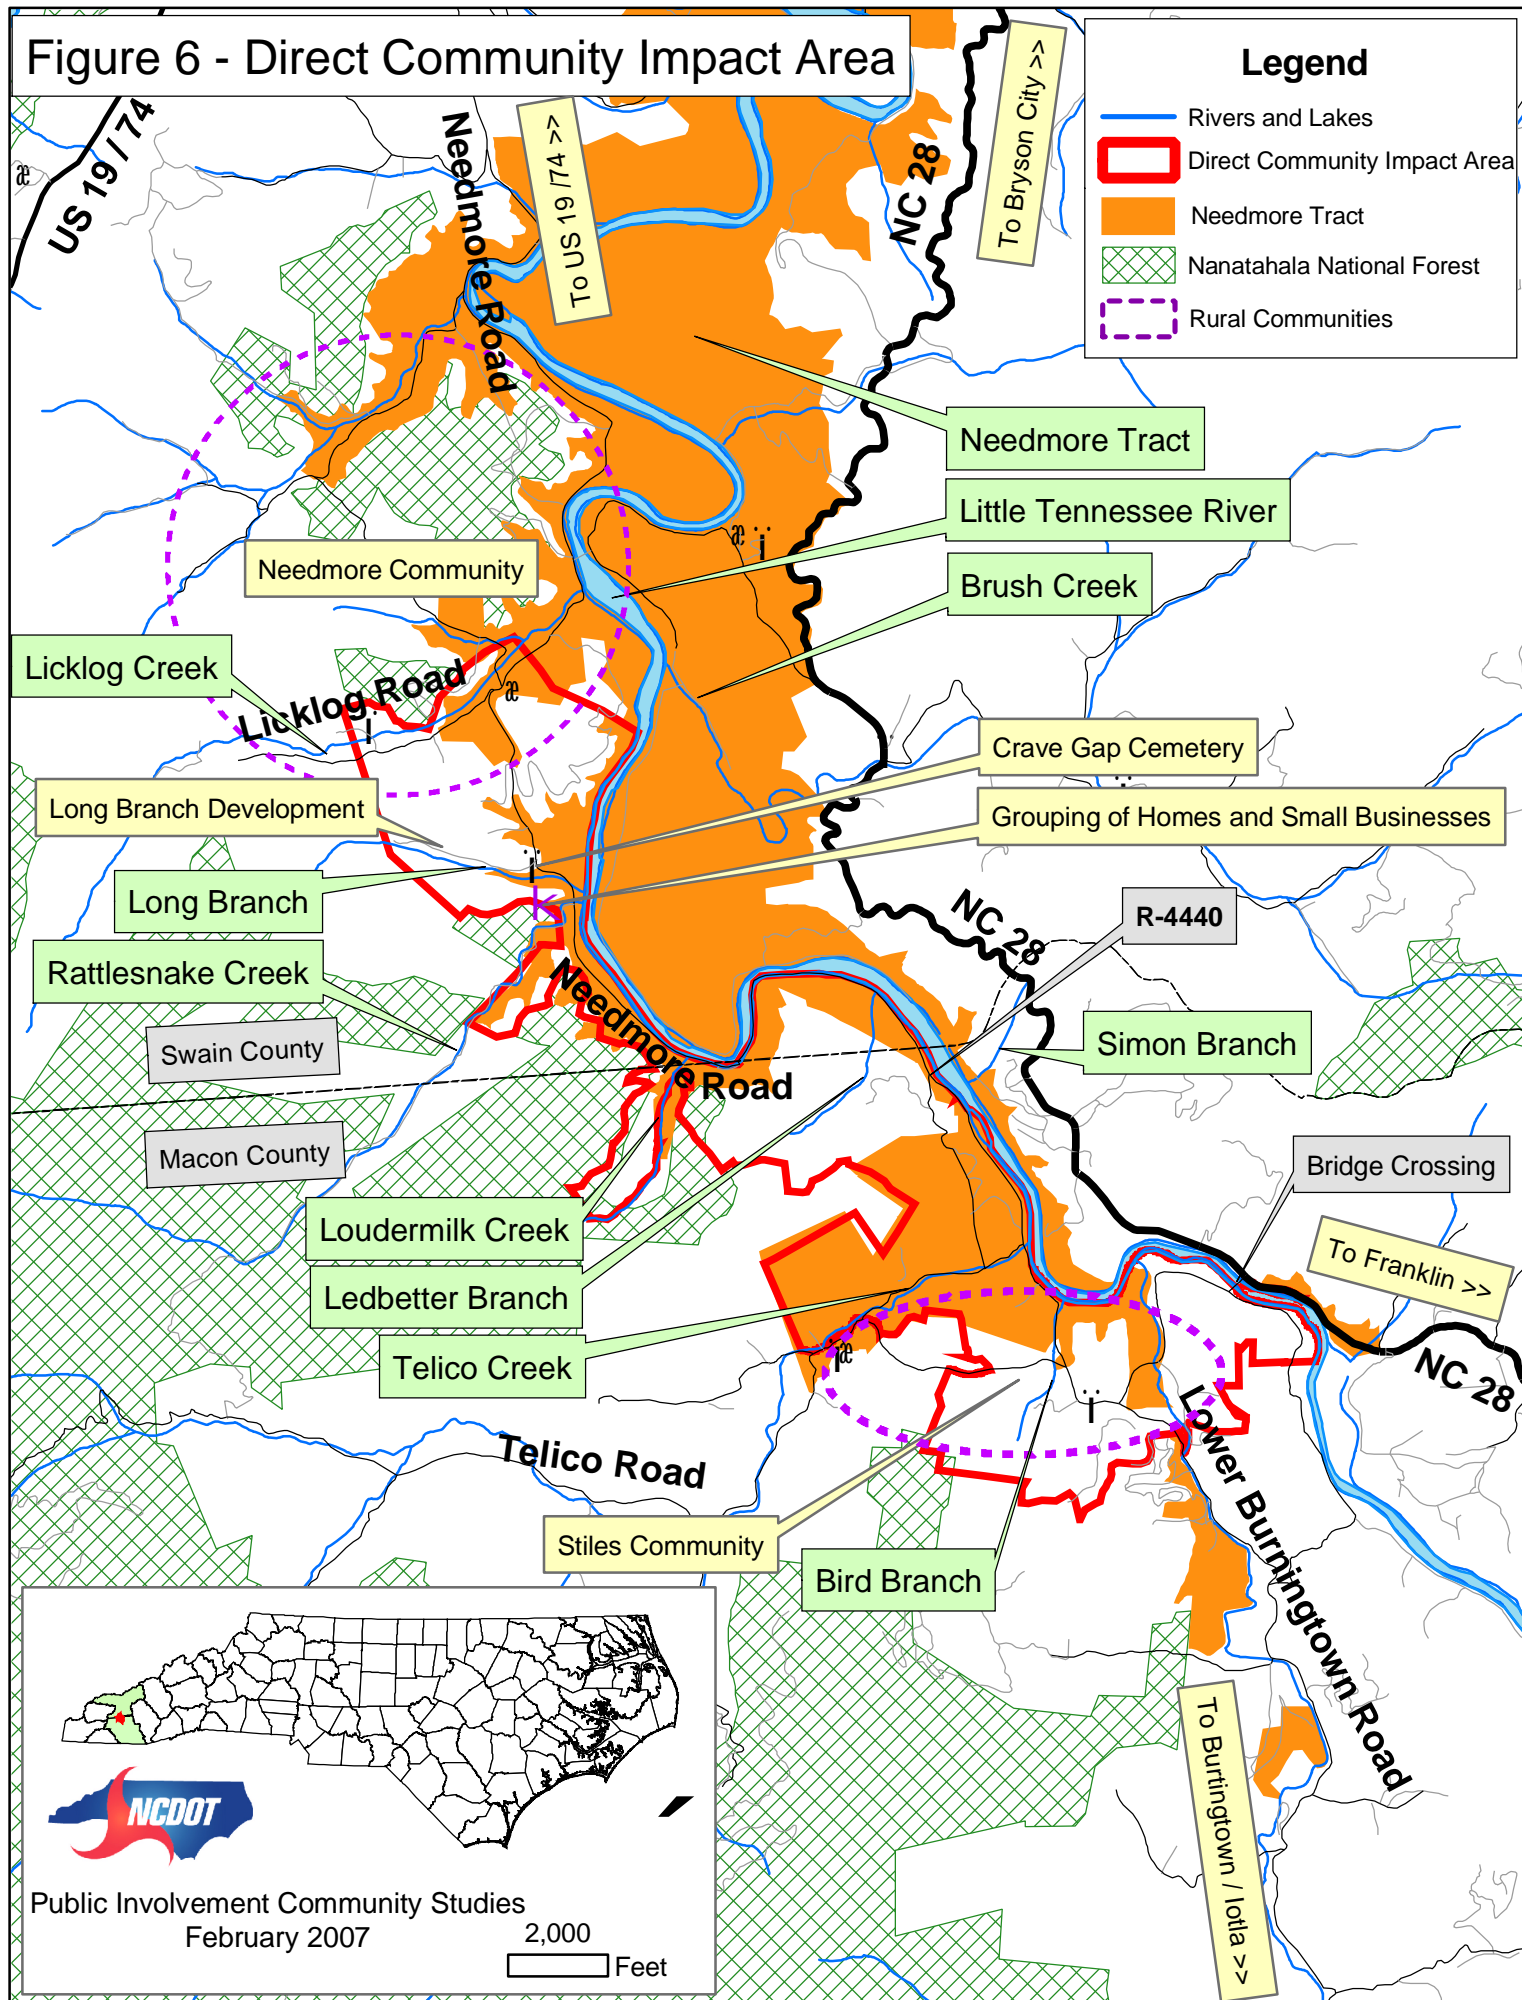 Figure 6 - Direct Community Impact Area
Legend
Rivers and Lakes
Direct Community Impact Area
Needmore Tract
Nanatahala National Forest
Rural Communities
US 19 / 74
æ
Needmore Road
To US 19 /74 >>
NC 28
To Bryson City >>
Needmore Tract
Little Tennessee River
æ ï
Needmore Community
Brush Creek
Licklog Creek
Licklog Road
ï
æ
Crave Gap Cemetery
ï
Long Branch Development
Grouping of Homes and Small Businesses
ï
Long Branch
k
NC 28
R-4440
Rattlesnake Creek
Needmore Road
Swain County
Simon Branch
Macon County
Bridge Crossing
Loudermilk Creek
To Franklin >>
Ledbetter Branch
Telico Creek
ï æ
NC 28
ï
Telico Road
Lower Burningtown Road
Stiles Community
Bird Branch
To Burtingtown / Iotla >>
NCDOT
Public Involvement Community Studies
February 2007
2,000
Feet